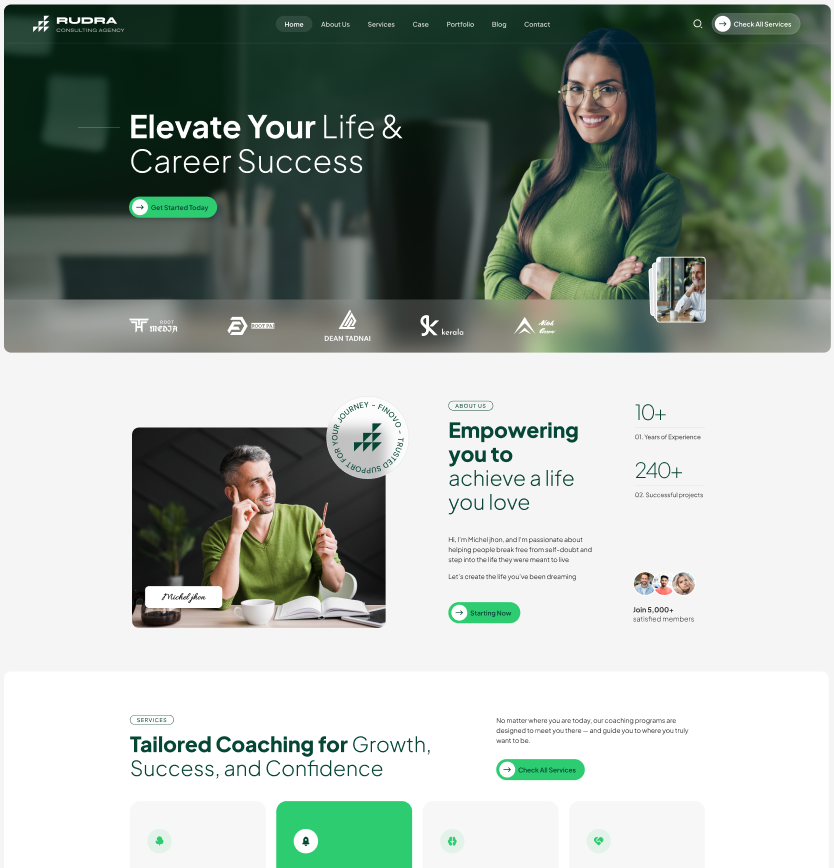 RUDRA
CONSULTING AGENCY
Home
About Us
Services
Case
Portfolio
Blog
Contact
Check All Services
Elevate Your Life &
Career Success
Get Started Today
ROOT
MEDIA
DEAN TADNAI
kerala
ABOUT US
Empowering
you to
achieve a life
you love
10+
01. Years of Experience
240+
02. Successful projects
YOUR JOURNEY - FINOVO - TRUSTED SUPPORT FOR
Michel jhon
Hi, I'm Michel jhon, and I'm passionate about
helping people break free from self-doubt and
step into the life they were meant to live
Let's create the life you've been dreaming
Starting Now
Join 5,000+
satisfied members
SERVICES
Tailored Coaching for Growth,
Success, and Confidence
No matter where you are today, our coaching programs are
designed to meet you there — and guide you to where you truly
want to be.
Check All Services